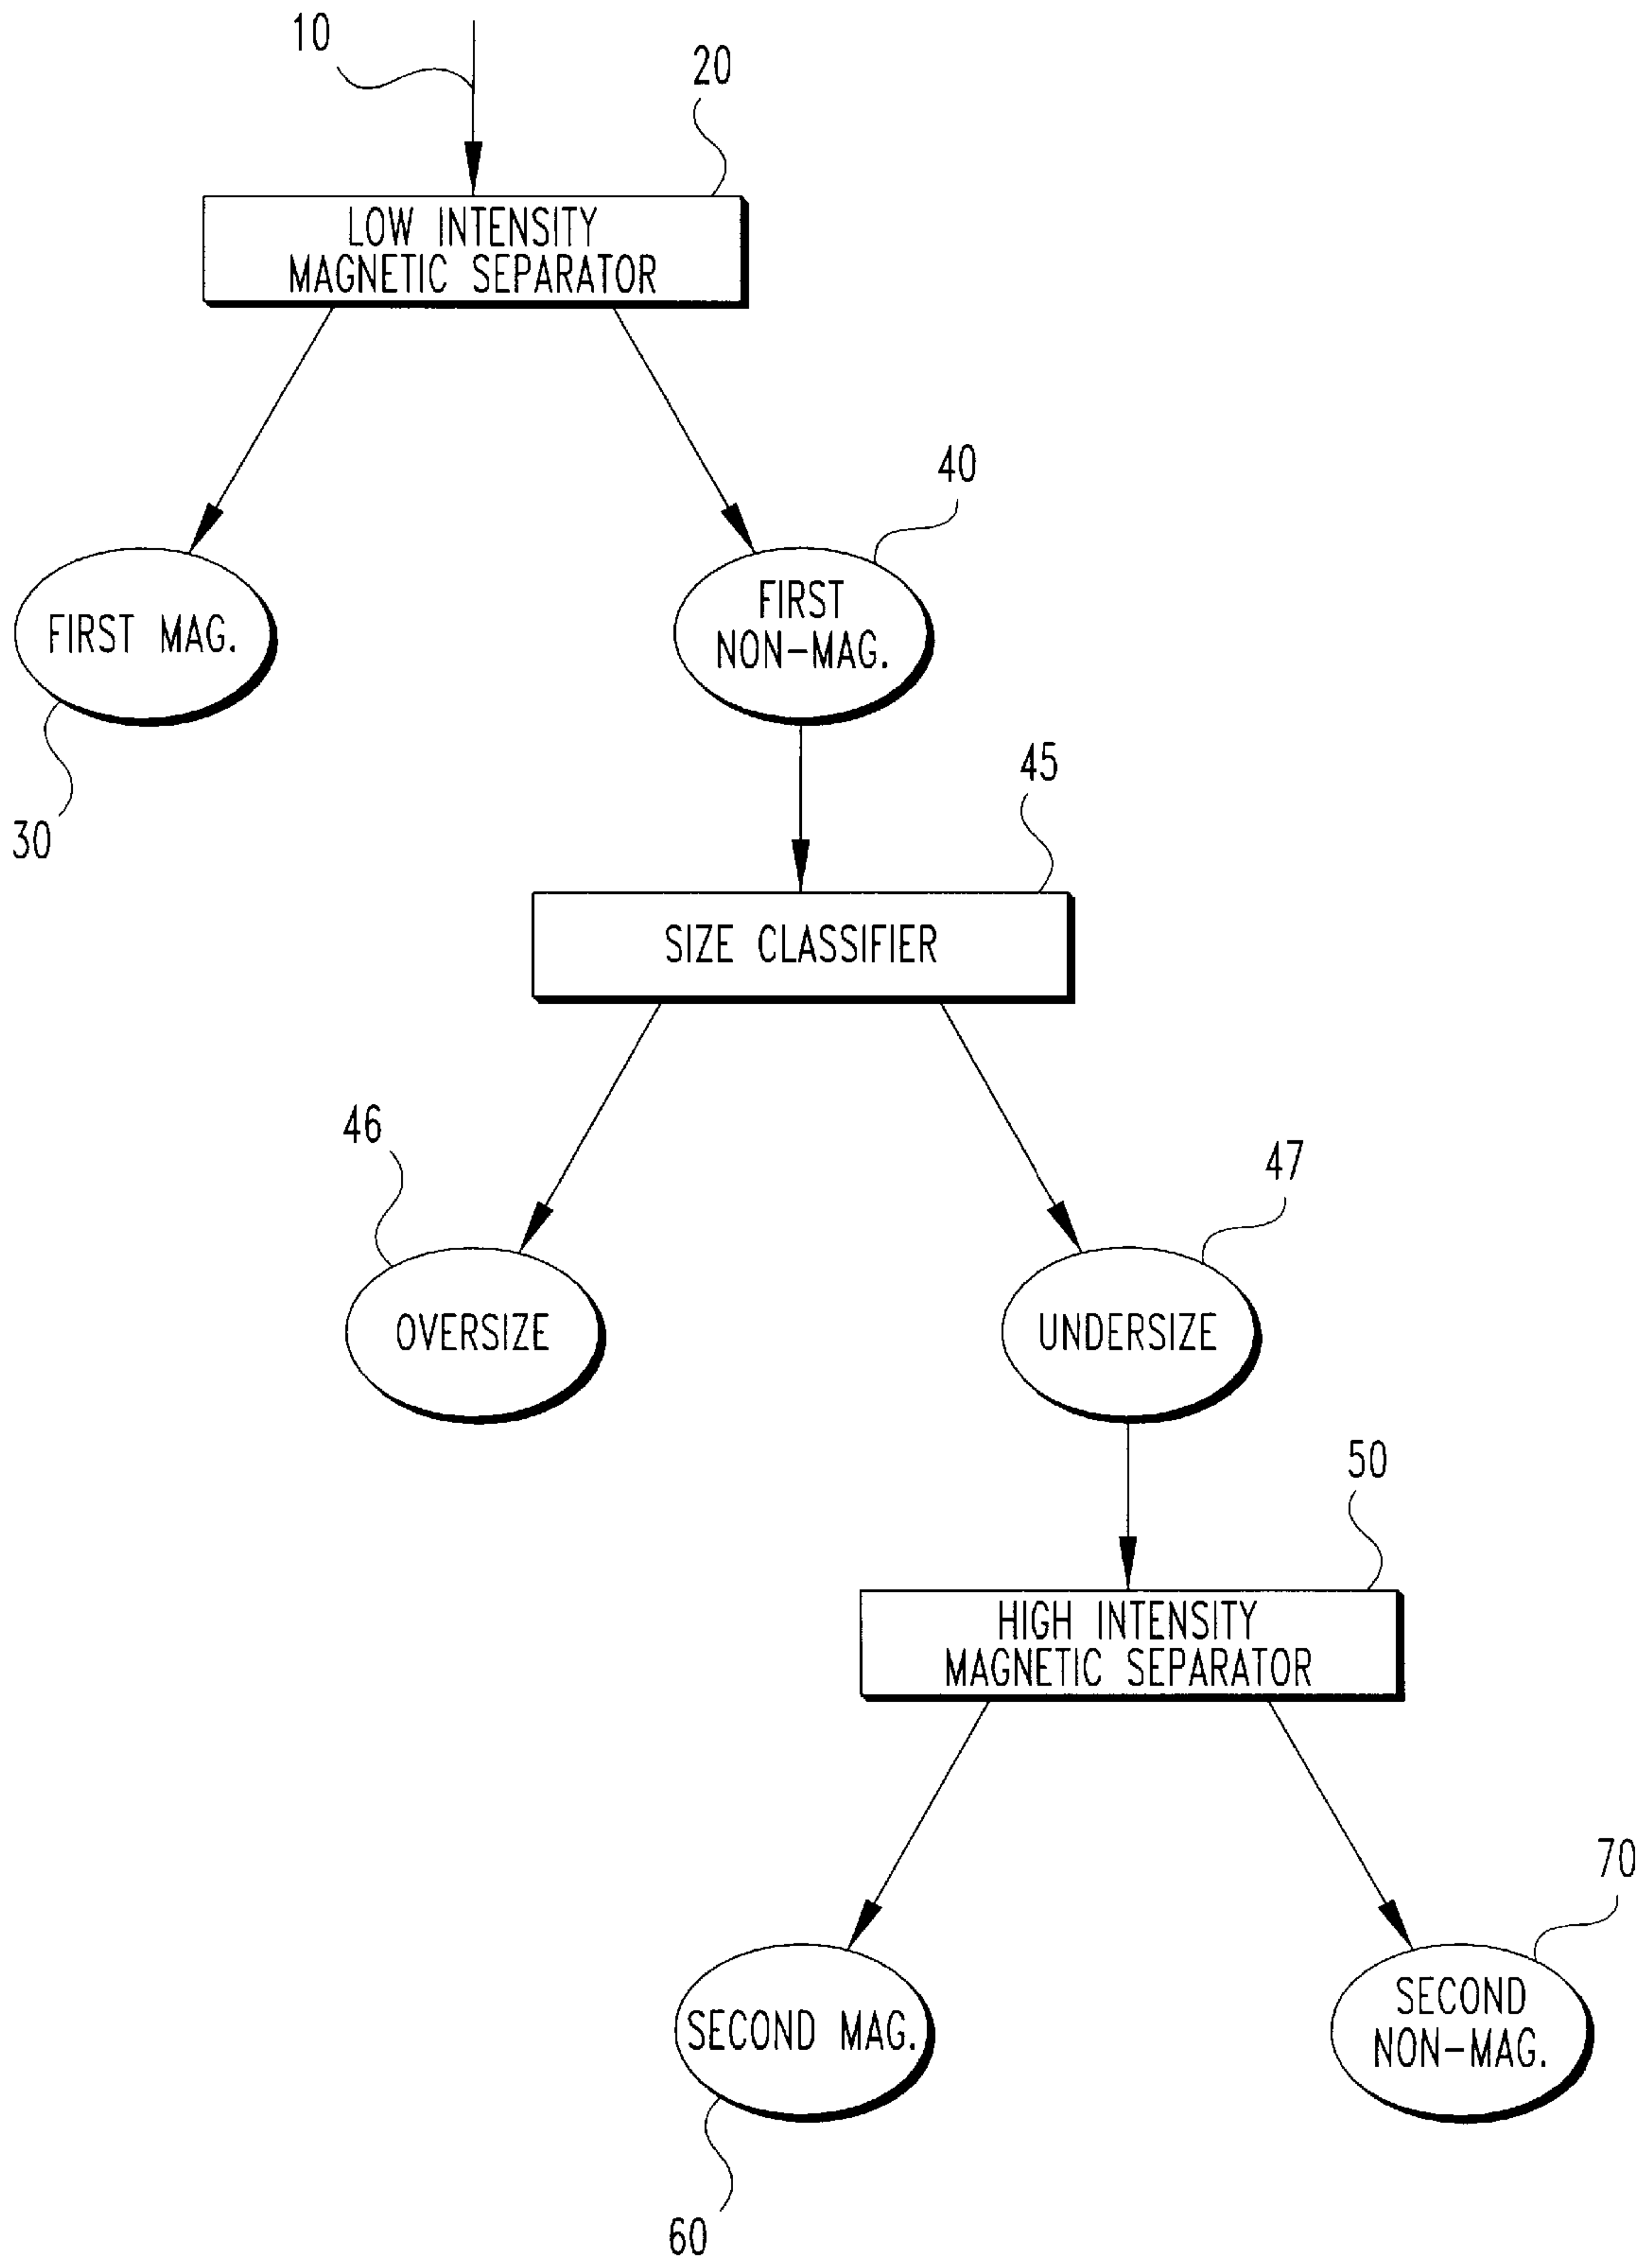 10
20
LOW INTENSITY
MAGNETIC SEPARATOR
40
FIRST MAG.
FIRST
NON-MAG.
30
45
SIZE CLASSIFIER
46
47
OVERSIZE
UNDERSIZE
50
HIGH INTENSITY
MAGNETIC SEPARATOR
70
SECOND MAG.
SECOND
NON-MAG.
60